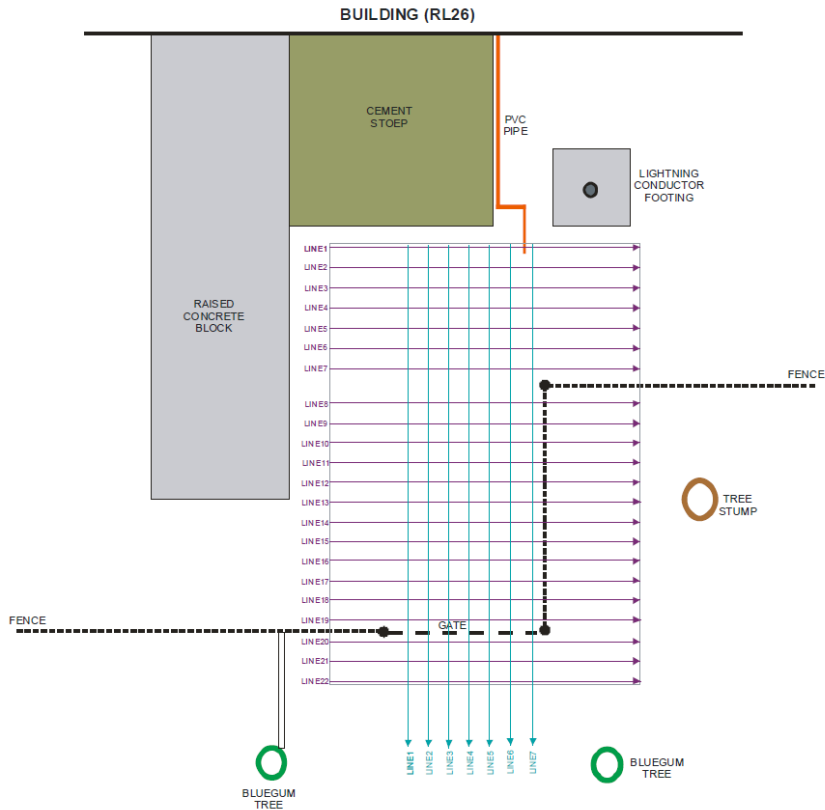 BUILDING (RL26)
CEMENT
STOEP
PVC
PIPE
LIGHTNING
CONDUCTOR
FOOTING
RAISED
CONCRETE
BLOCK
LINE1
LINE2
LINE3
LINE4
LINE5
LINE6
LINE7
FENCE
LINE8
LINE9
LINE10
LINE11
LINE12
LINE13
LINE14
LINE15
LINE16
LINE17
LINE18
LINE19
TREE
STUMP
FENCE
GATE
LINE20
LINE21
LINE22
LINE1
LINE2
LINE3
LINE4
LINE5
LINE6
LINE7
BLUEGUM
TREE
BLUEGUM
TREE